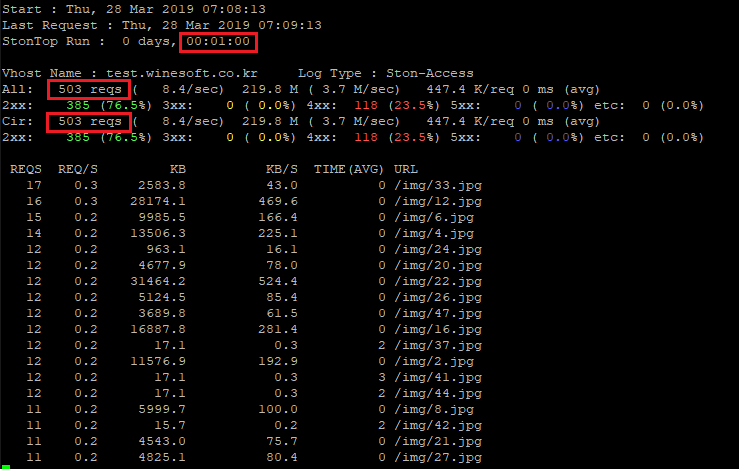 Start : Thu, 28 Mar 2019 07:08:13
Last Request : Thu, 28 Mar 2019 07:09:13
StonTop Run :  0 days, 00:01:00
Vhost Name : test.winesoft.co.kr     Log Type : Ston-Access
All:   503 reqs (   8.4/sec)  219.8 M ( 3.7 M/sec)   447.4 K/req 0 ms (avg)
2xx:    385 (76.5%) 3xx:    0 ( 0.0%) 4xx:  118 (23.5%) 5xx:    0 ( 0.0%) etc:  0 (0.0%)
Cir:   503 reqs (   8.4/sec)  219.8 M ( 3.7 M/sec)   447.4 K/req 0 ms (avg)
2xx:    385 (76.5%) 3xx:    0 ( 0.0%) 4xx:  118 (23.5%) 5xx:    0 ( 0.0%) etc:  0 (0.0%)
REQS  REQ/S         KB          KB/S  TIME(AVG) URL
17    0.3     2583.8          43.0          0 /img/33.jpg
16    0.3    28174.1         469.6          0 /img/12.jpg
15    0.2     9985.5         166.4          0 /img/6.jpg
14    0.2    13506.3         225.1          0 /img/4.jpg
12    0.2      963.1          16.1          0 /img/24.jpg
12    0.2     4677.9          78.0          0 /img/20.jpg
12    0.2    31464.2         524.4          0 /img/22.jpg
12    0.2     5124.5          85.4          0 /img/26.jpg
12    0.2     3689.8          61.5          0 /img/47.jpg
12    0.2    16887.8         281.4          0 /img/16.jpg
12    0.2       17.1           0.3          2 /img/37.jpg
12    0.2    11576.9         192.9          0 /img/2.jpg
12    0.2       17.1           0.3          3 /img/41.jpg
12    0.2       17.1           0.3          2 /img/44.jpg
11    0.2     5999.7         100.0          0 /img/8.jpg
11    0.2       15.7           0.2          2 /img/42.jpg
11    0.2     4543.0          75.7          0 /img/21.jpg
11    0.2     4825.1          80.4          0 /img/27.jpg